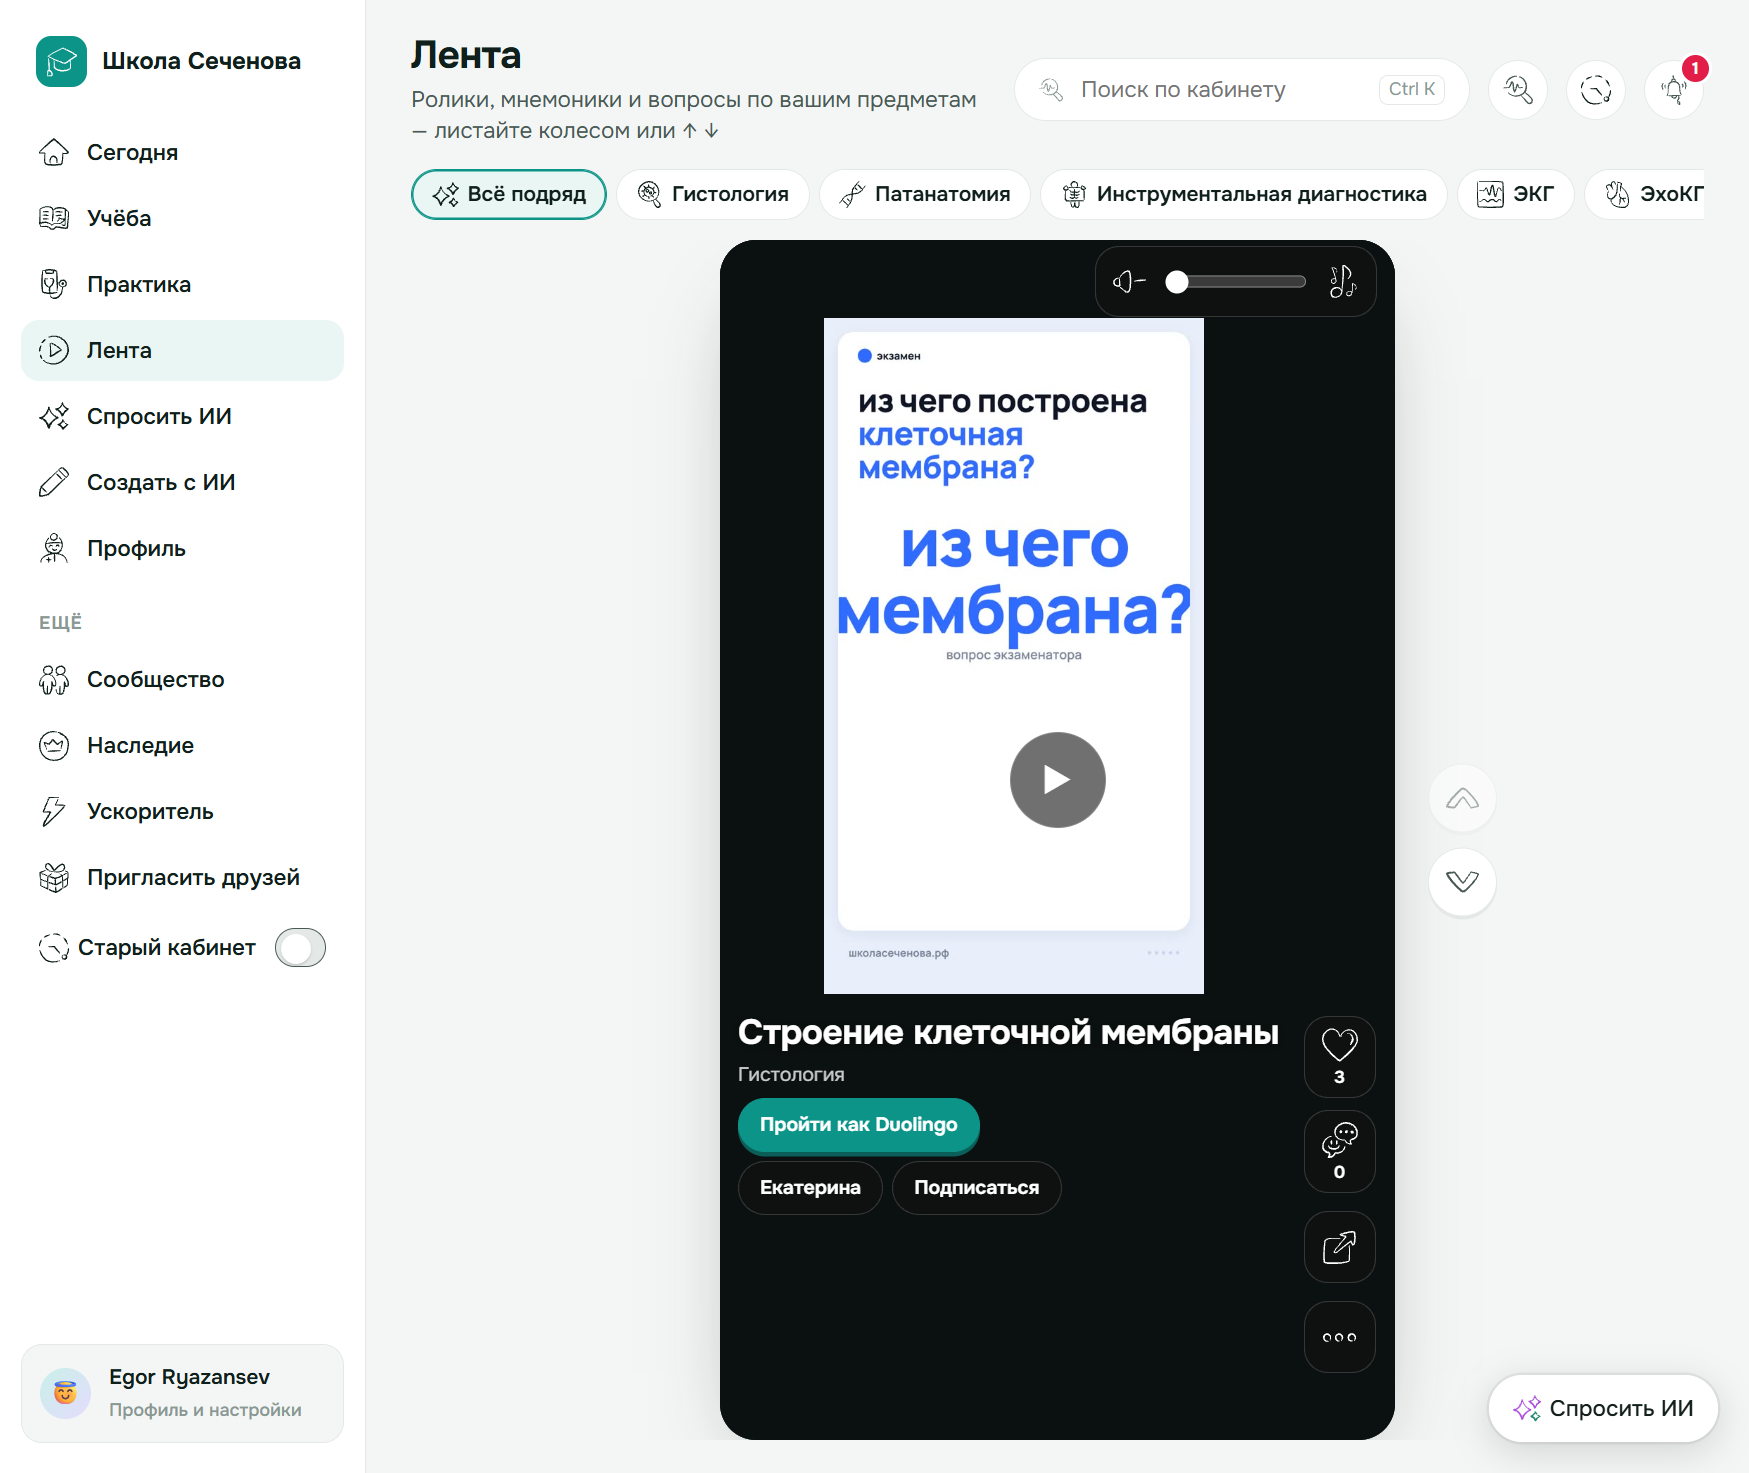 Школа Сеченова
Сегодня
Учёба
Практика
Лента
Спросить ИИ
Создать с ИИ
Профиль
ЕЩЁ
Сообщество
Наследие
Ускоритель
Пригласить друзей
Старый кабинет
Egor Ryazansev
Профиль и настройки
Лента
Ролики, мнемоники и вопросы по вашим предметам
— листайте колесом или ↑ ↓
Поиск по кабинету
Ctrl K
1
Всё подряд
Гистология
Патанатомия
Инструментальная диагностика
ЭКГ
ЭхоКГ
экзамен
из чего построена
клеточная
мембрана?
из чего
мембрана?
вопрос экзаменатора
школасеченова.рф
Строение клеточной мембраны
Гистология
Пройти как Duolingo
Екатерина
Подписаться
3
0
Спросить ИИ